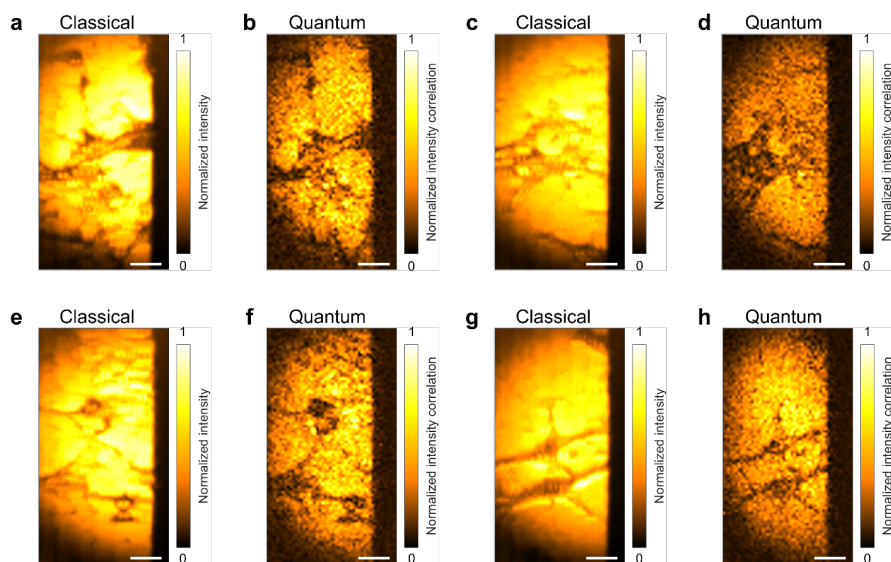 a Classical
1
Normalized intensity
0
b Quantum
1
Normalized intensity correlation
0
c Classical
1
Normalized intensity
0
d Quantum
1
Normalized intensity correlation
0
e Classical
1
Normalized intensity
0
f Quantum
1
Normalized intensity correlation
0
g Classical
1
Normalized intensity
0
h Quantum
1
Normalized intensity correlation
0